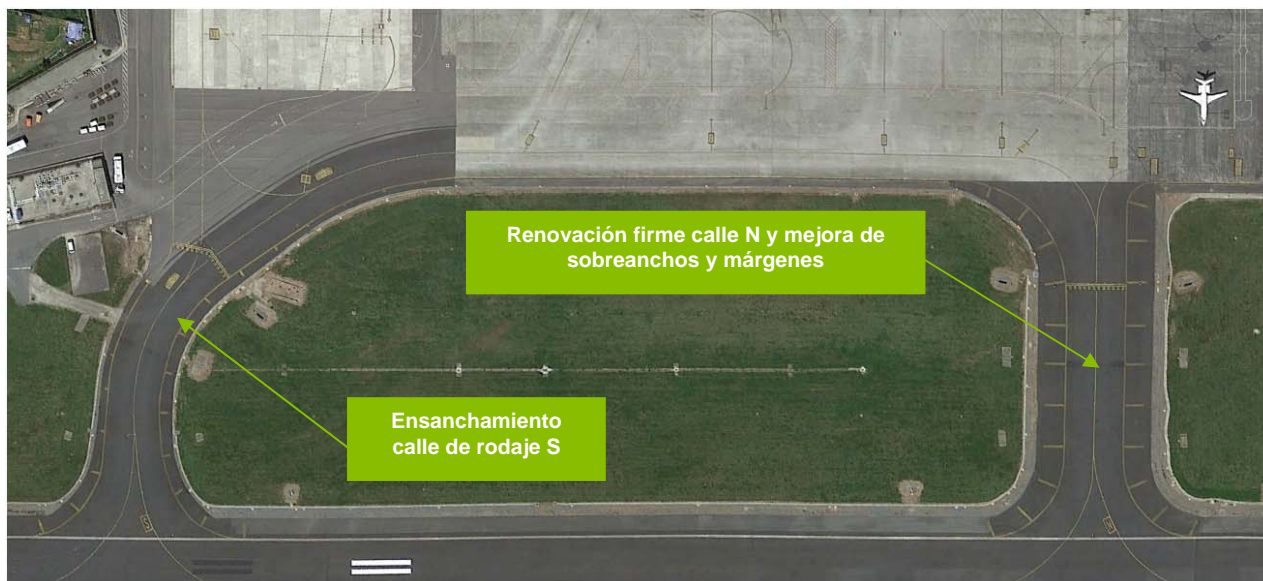 Renovación firme calle N y mejora de
sobreanchos y márgenes
Ensanchamiento
calle de rodaje S